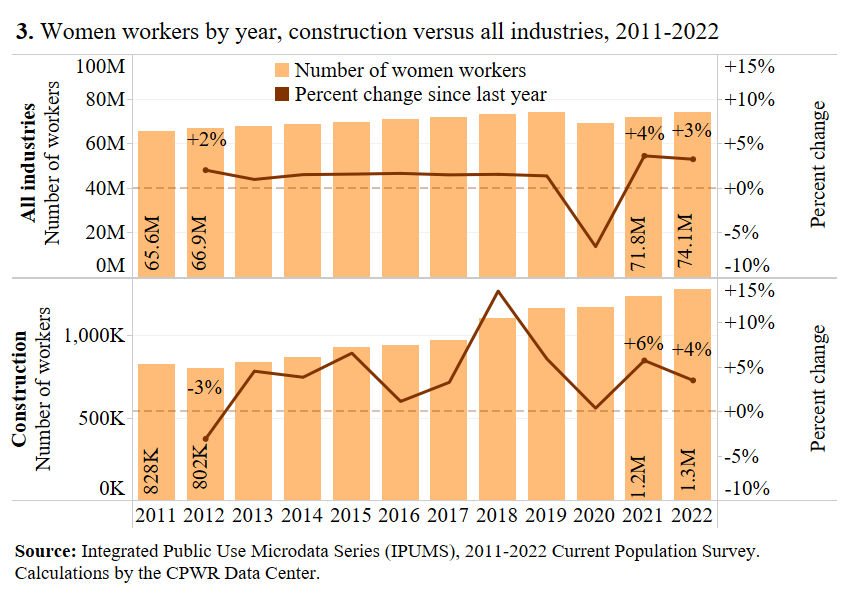 3. Women workers by year, construction versus all industries, 2011-2022
Number of women workers
Percent change since last year
All industries
Number of workers
100M
80M
60M
40M
20M
0M
+2%
+4%
+3%
65.6M
66.9M
71.8M
74.1M
+15%
+10%
+5%
+0%
-5%
-10%
Percent change
Construction
Number of workers
1,000K
500K
0K
-3%
+6%
+4%
828K
802K
1.2M
1.3M
+15%
+10%
+5%
+0%
-5%
-10%
Percent change
2011 2012 2013 2014 2015 2016 2017 2018 2019 2020 2021 2022
Source: Integrated Public Use Microdata Series (IPUMS), 2011-2022 Current Population Survey.
Calculations by the CPWR Data Center.